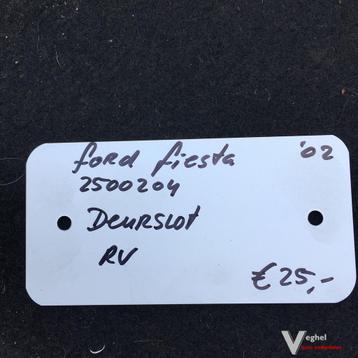 ford fiesta '02
2500204
Deurslot
RV
€ 25,-
Veghel